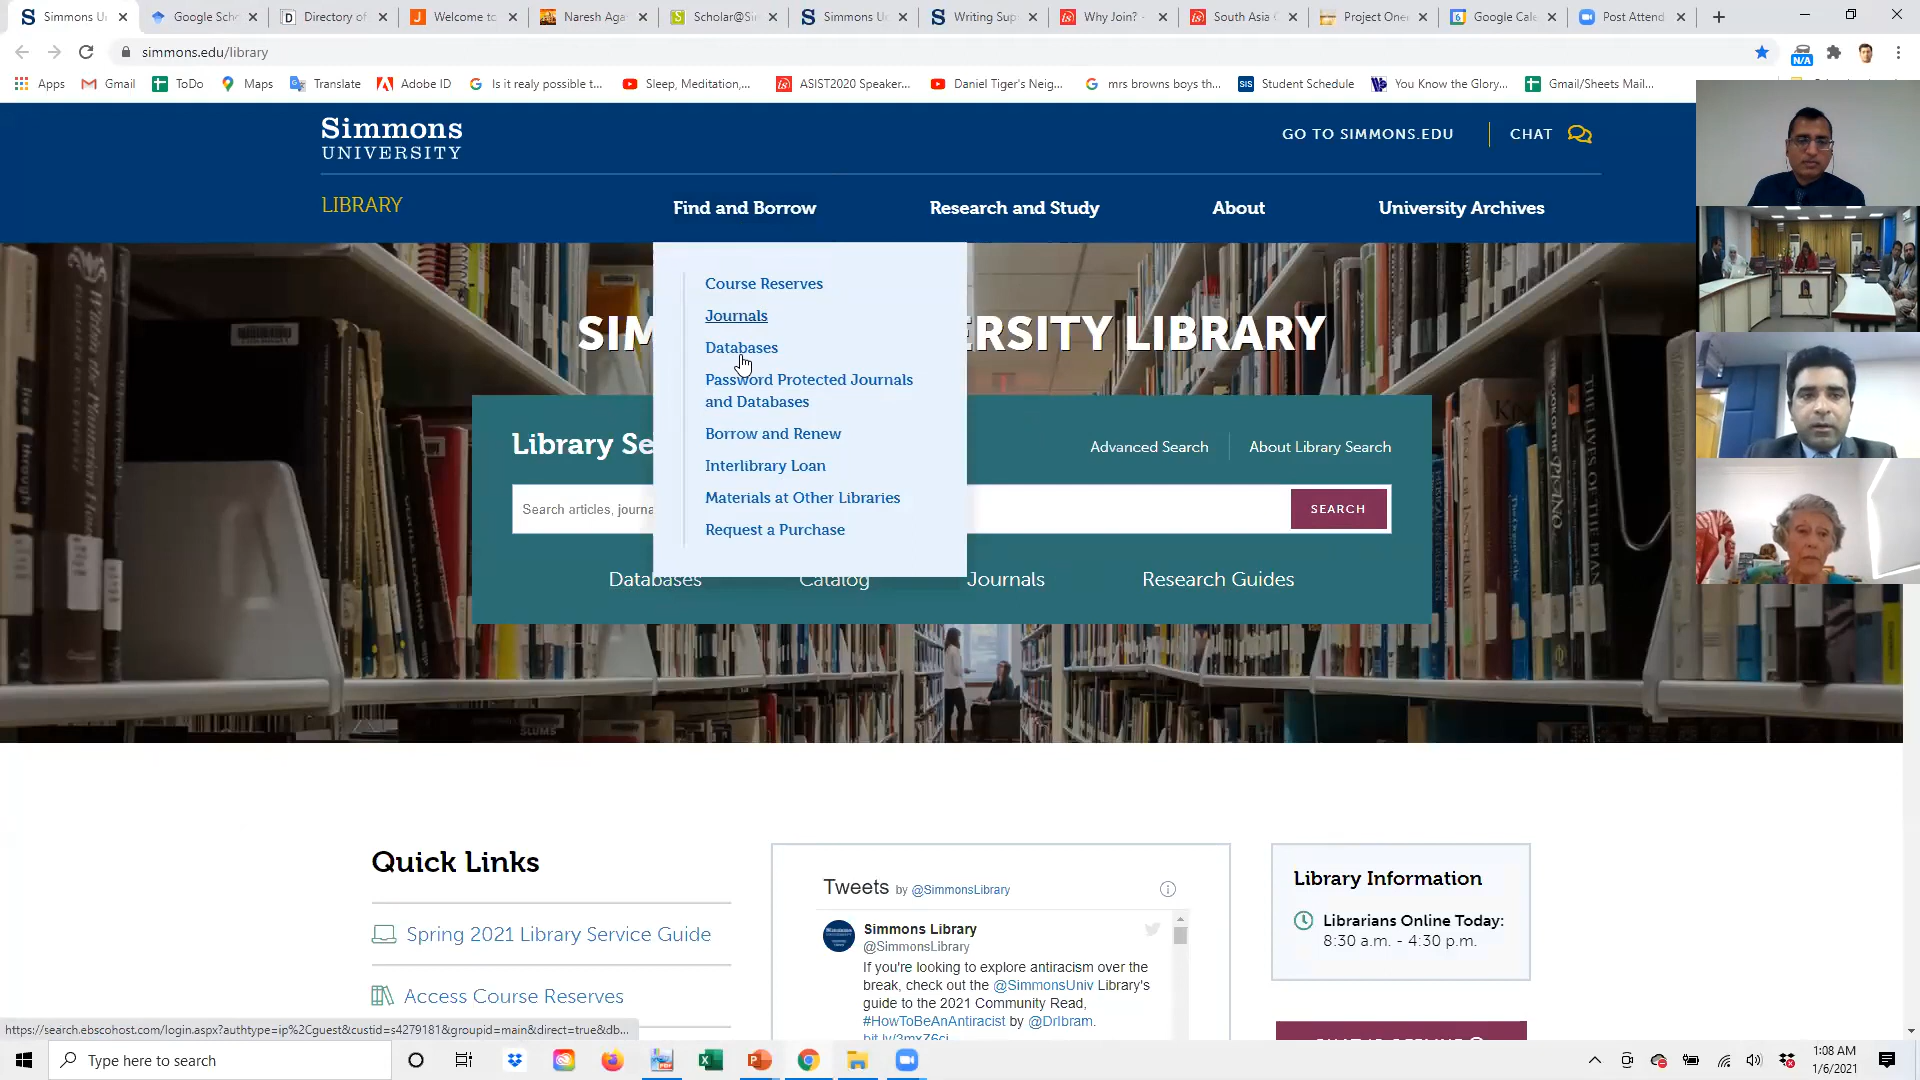 Simmons U
Google Scho
Directory of
Welcome to
Naresh Aga
Scholar@Si
Simmons U
Writing Sup
Why Join? -
South Asia C
Project One
Google Cale
Post Attend
simmons.edu/library
N/A
Apps
Gmail
ToDo
Maps
Translate
Adobe ID
Is it realy possible t...
Sleep, Meditation,...
ASIST2020 Speaker...
Daniel Tiger's Neig...
mrs browns boys th...
Student Schedule
You Know the Glory...
Gmail/Sheets Mail...
Simmons
UNIVERSITY
GO TO SIMMONS.EDU
CHAT
LIBRARY
Find and Borrow
Research and Study
About
University Archives
Course Reserves
Journals
Databases
Password Protected Journals
and Databases
Borrow and Renew
Interlibrary Loan
Materials at Other Libraries
Request a Purchase
SIM ERSITY LIBRARY
Library Se
Advanced Search
About Library Search
Search articles, journa
SEARCH
Databases
Catalog
Journals
Research Guides
SLUMS
Quick Links
Spring 2021 Library Service Guide
Access Course Reserves
Tweets by @SimmonsLibrary
Simmons Library
@SimmonsLibrary
If you're looking to explore antiracism over the
break, check out the @SimmonsUniv Library's
guide to the 2021 Community Read,
#HowToBeAnAntiracist by @DrIbram.
Library Information
Librarians Online Today:
8:30 a.m. - 4:30 p.m.
https://search.ebscohost.com/login.aspx?authtype=ip%2Cguest&custid=s4279181&groupid=main&direct=true&db...
Type here to search
1:08 AM
1/6/2021